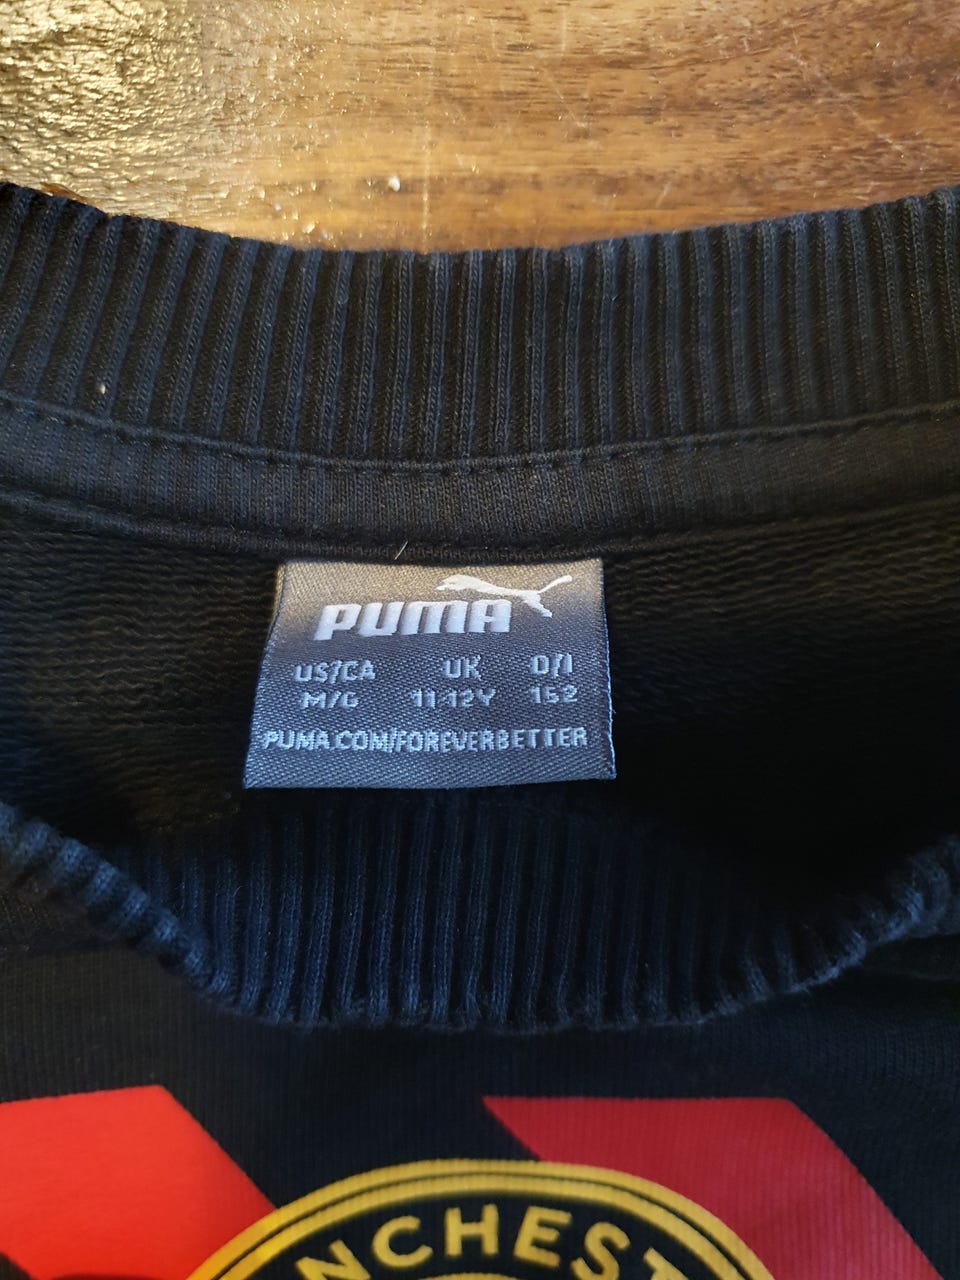 PUMA
US/CA UK D/I
M/G 11-12Y 152
PUMA.COM/FOREVERBETTER
NCHEST